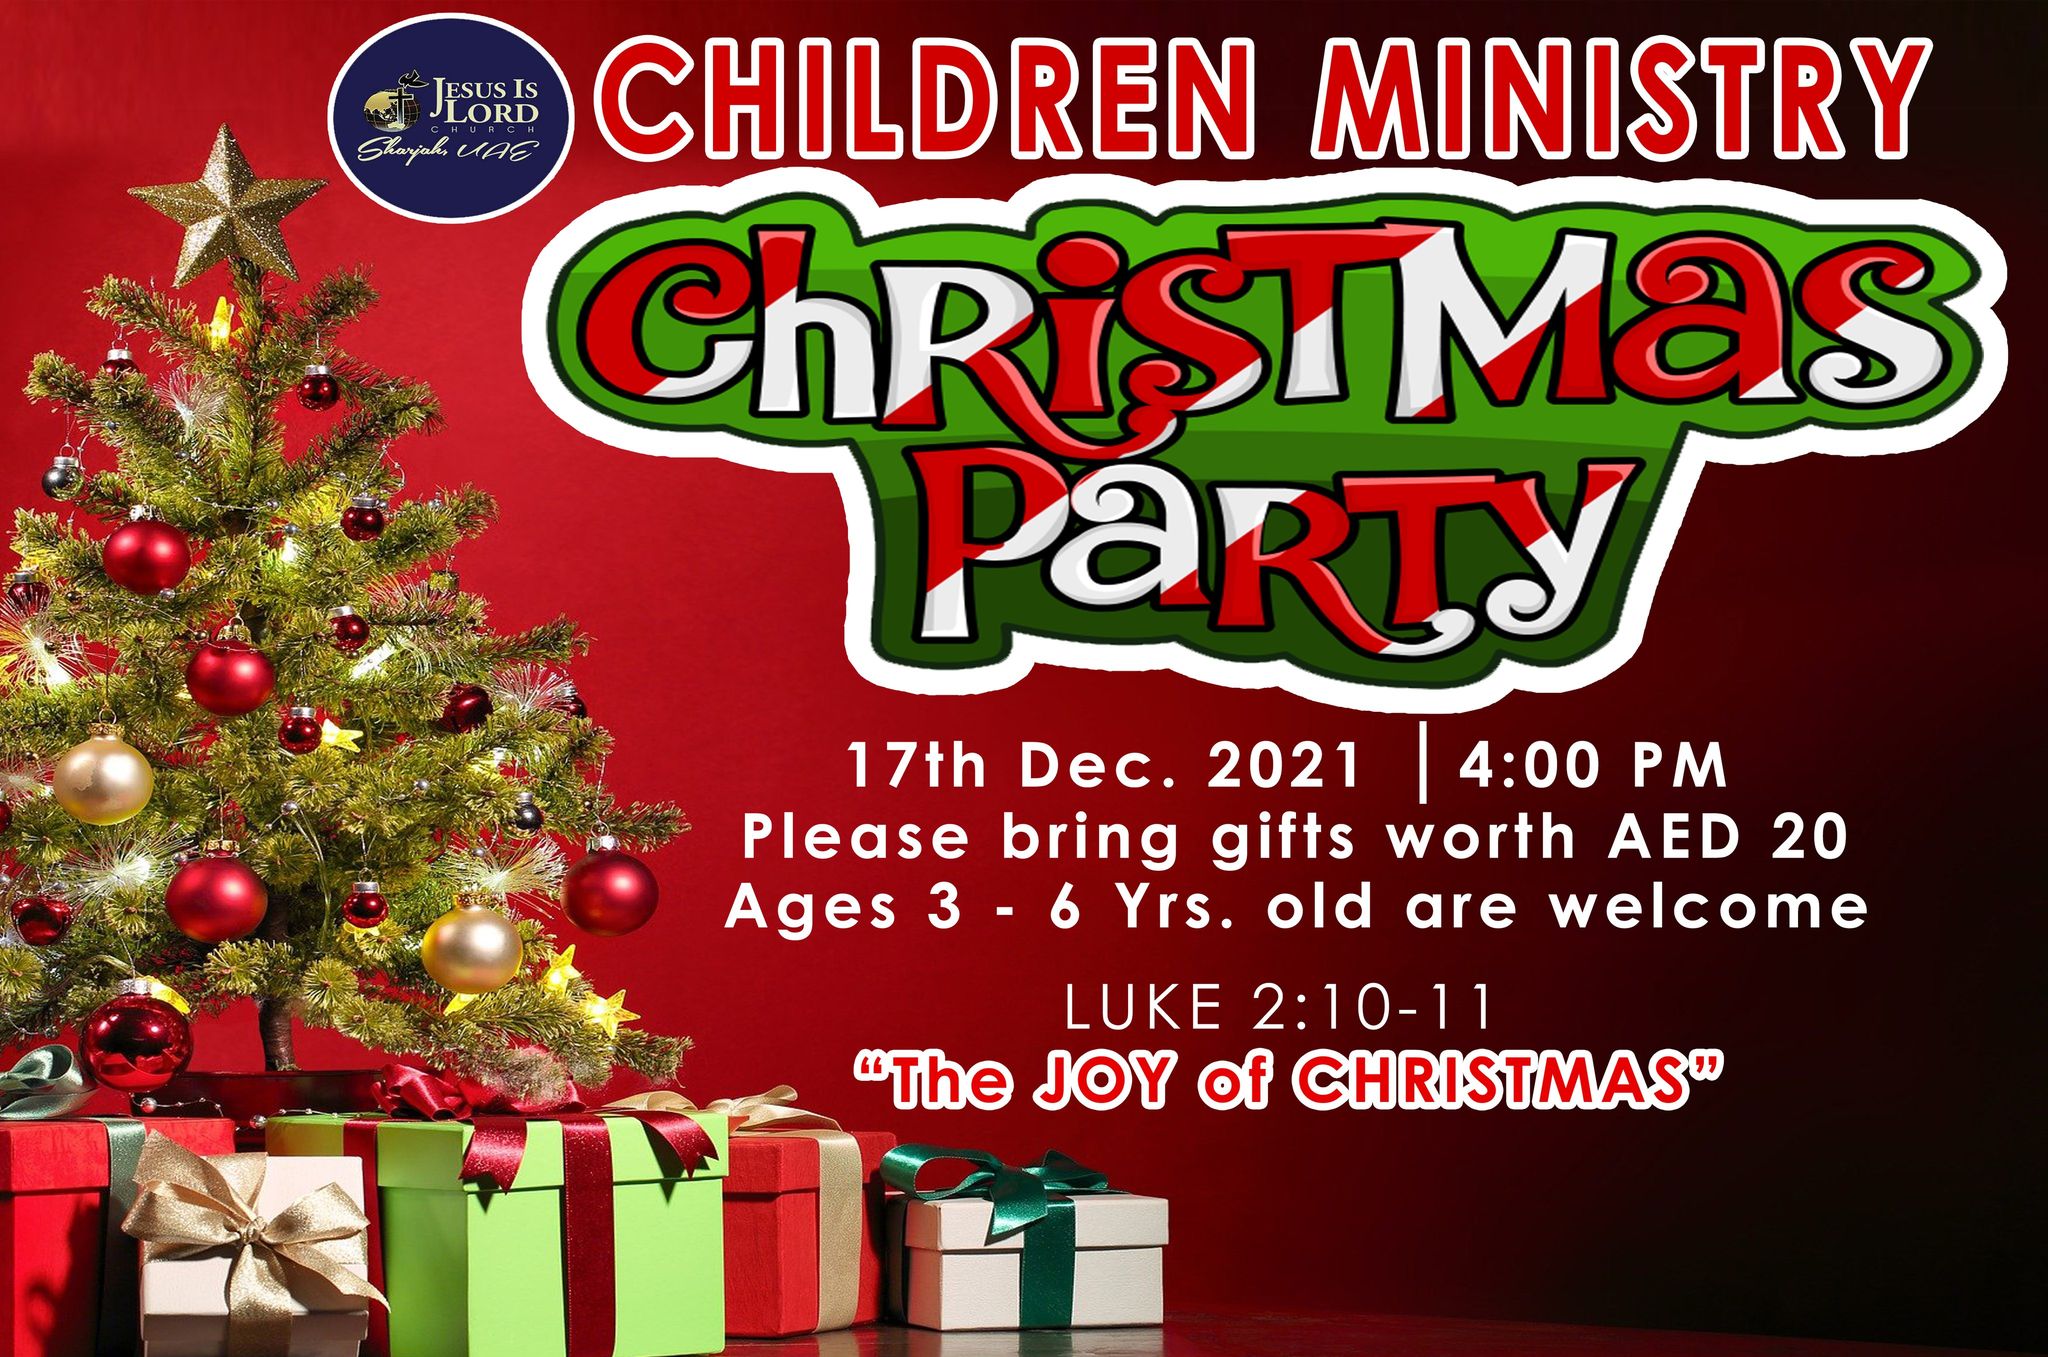 JESUS IS
LORD
CHURCH
Sharjah, UAE
CHILDREN MINISTRY
ChRiSTMas
PaRTY
17th Dec. 2021 | 4:00 PM
Please bring gifts worth AED 20
Ages 3 - 6 Yrs. old are welcome
LUKE 2:10-11
“The JOY of CHRISTMAS”